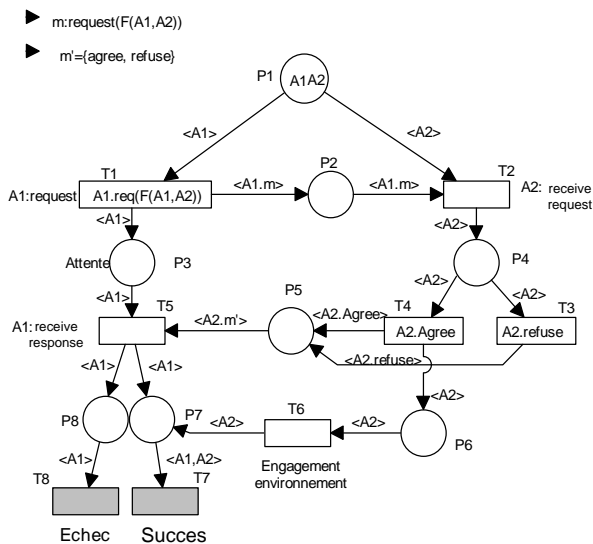 m:request(F(A1,A2))
m'={agree, refuse}
P1
A1A2
<A1>
<A2>
T1
P2
T2
A1:request
A1.req(F(A1,A2))
<A1.m>
<A1.m>
A2: receive
request
<A1>
<A2>
Attente
P3
P4
<A1>
<A2>
<A2>
P5
T5
T4
T3
A1: receive
response
<A2.m'>
<A2.Agree>
A2.Agree
A2.refuse
<A2.refuse>
<A1>
<A1>
<A2>
P8
P7
<A2>
T6
<A2>
P6
<A1>
<A1,A2>
Engagement
environnement
T8
T7
Echec
Succes